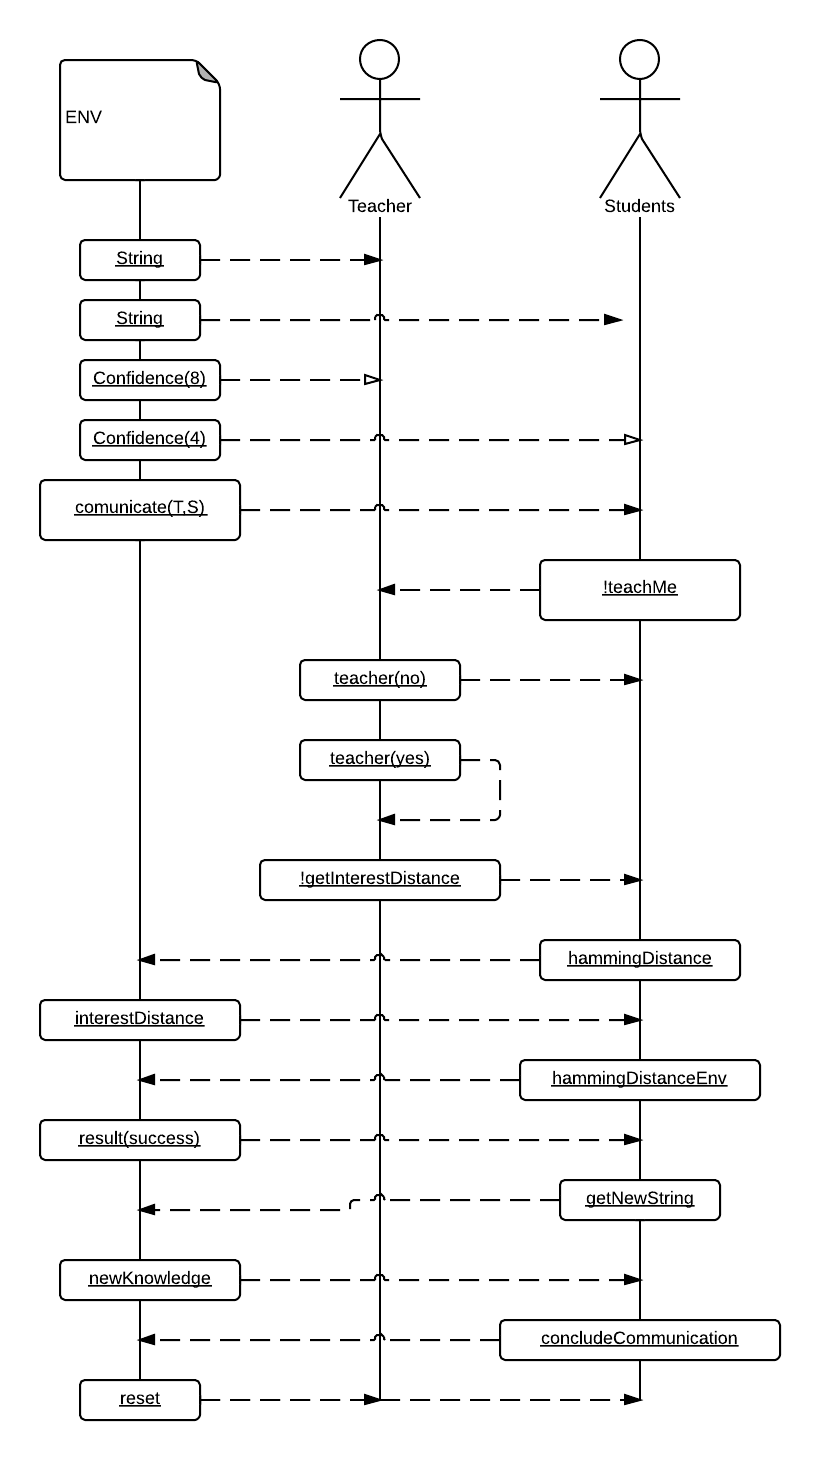 ENV
Teacher
Students
String
String
Confidence(8)
Confidence(4)
comunicate(T,S)
!teachMe
teacher(no)
teacher(yes)
!getInterestDistance
hammingDistance
interestDistance
hammingDistanceEnv
result(success)
getNewString
newKnowledge
concludeCommunication
reset